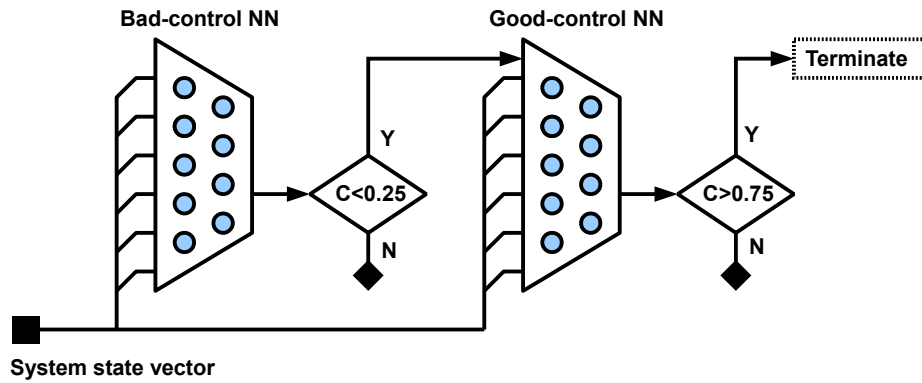 Bad-control NN
Good-control NN
Terminate
Y
Y
C<0.25
C>0.75
N
N
System state vector